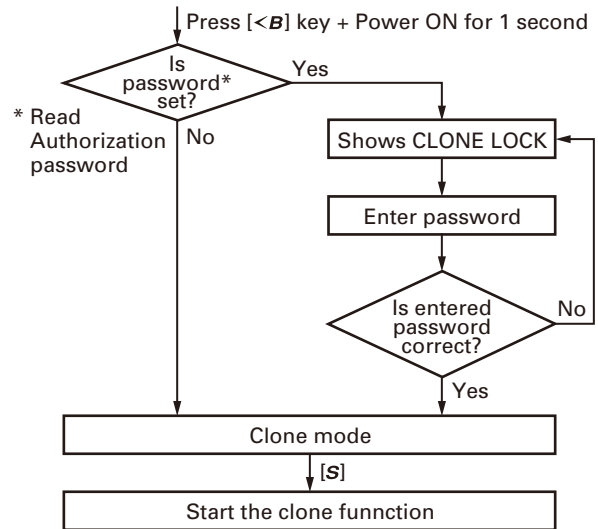 Press [<B] key + Power ON for 1 second
Is
password*
set?
Yes
* Read
Authorization
password
No
Shows CLONE LOCK
Enter password
Is entered
password
correct?
No
Yes
Clone mode
[S]
Start the clone funnction